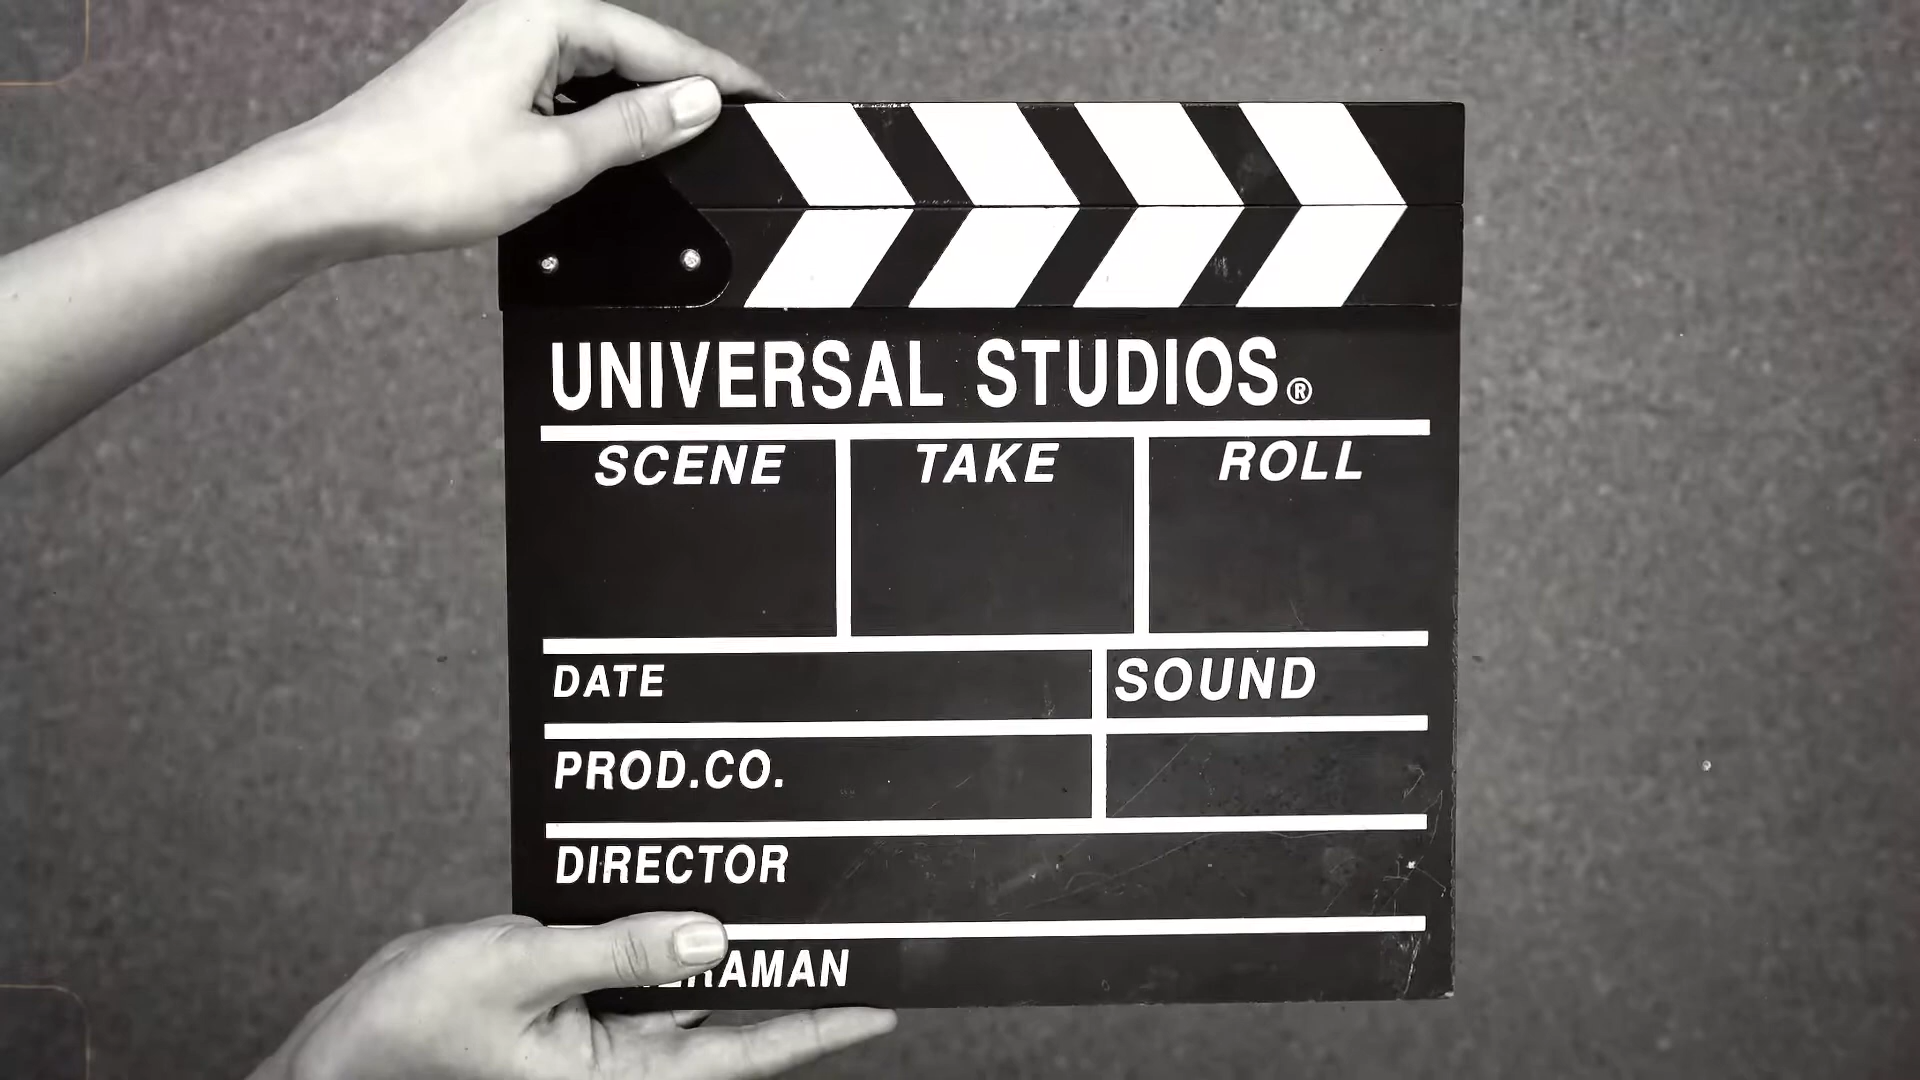 UNIVERSAL STUDIOS®
SCENE TAKE ROLL
DATE SOUND
PROD.CO.
DIRECTOR